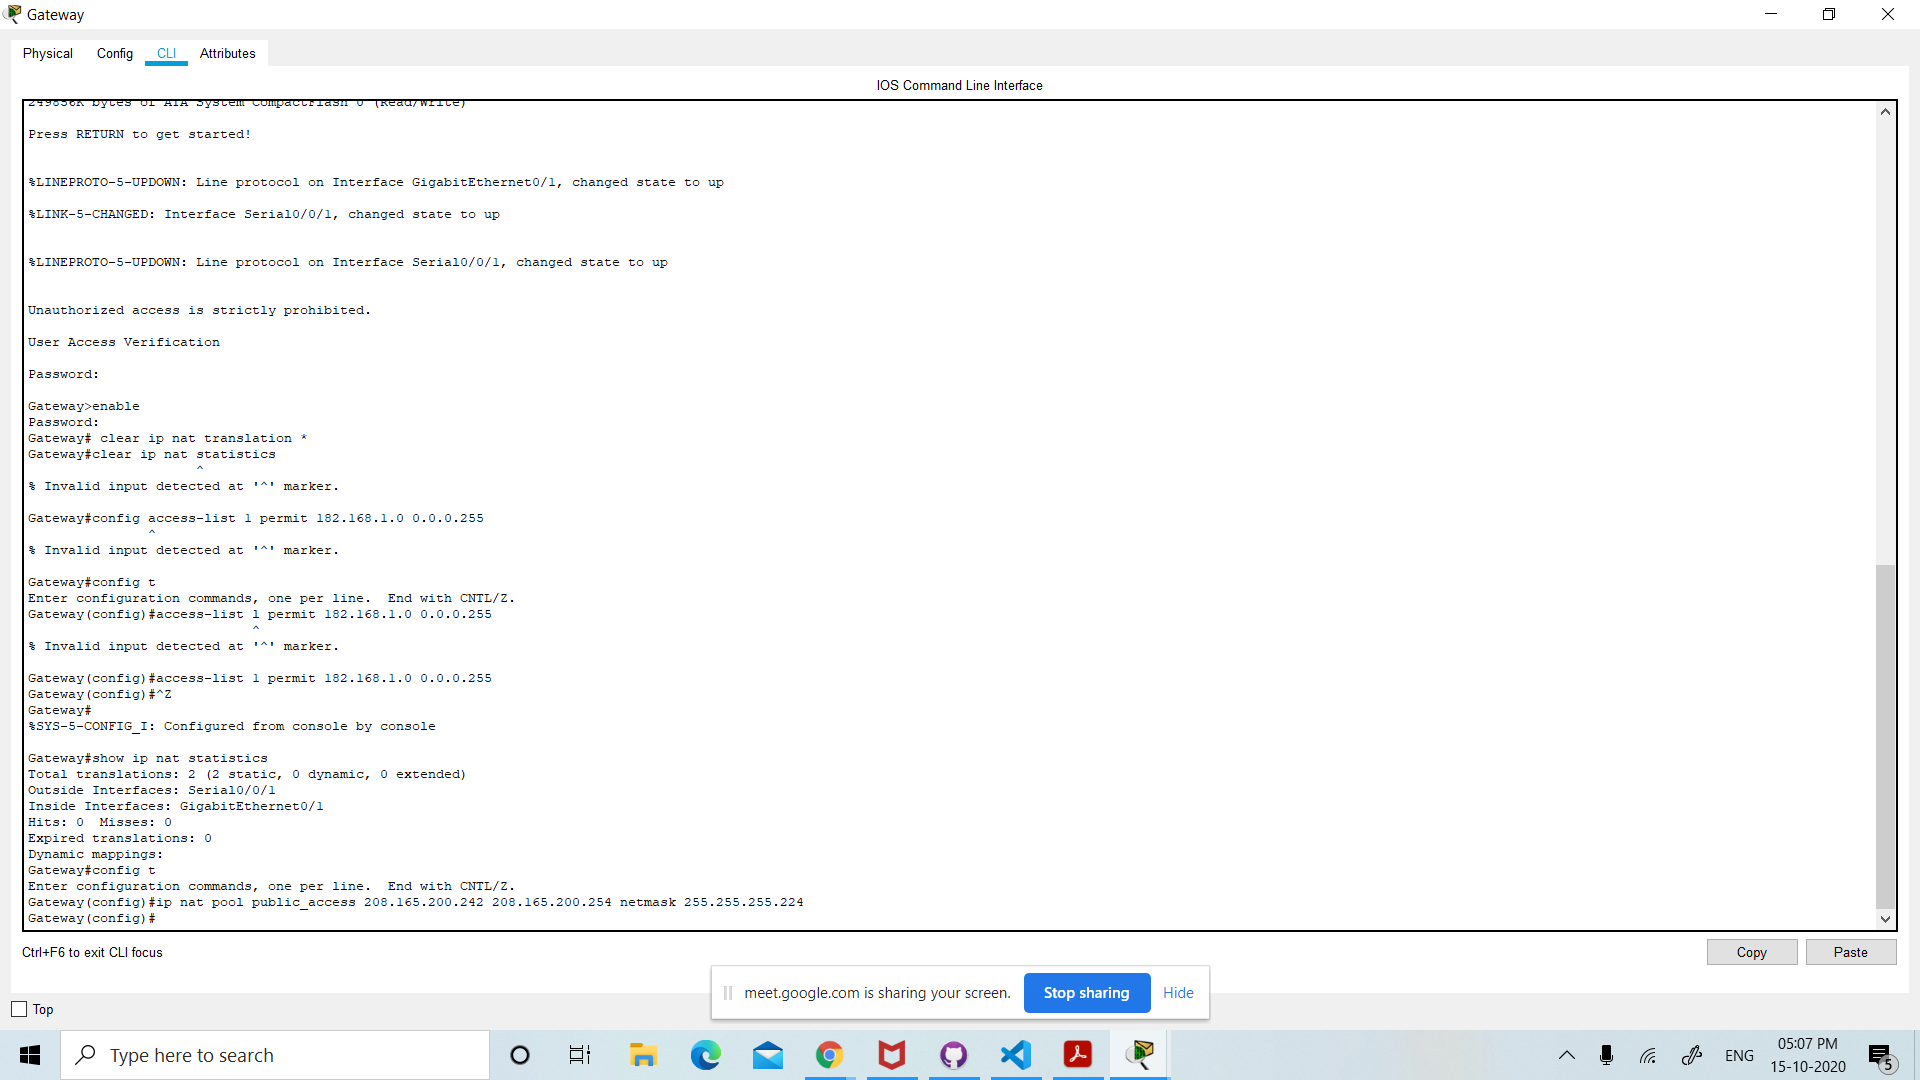 Gateway
Physical Config CLI Attributes
IOS Command Line Interface
249856K bytes of ATA System CompactFlash 0 (Read/Write)
Press RETURN to get started!
%LINEPROTO-5-UPDOWN: Line protocol on Interface GigabitEthernet0/1, changed state to up
%LINK-5-CHANGED: Interface Serial0/0/1, changed state to up
%LINEPROTO-5-UPDOWN: Line protocol on Interface Serial0/0/1, changed state to up
Unauthorized access is strictly prohibited.
User Access Verification
Password:
Gateway>enable
Password:
Gateway# clear ip nat translation *
Gateway#clear ip nat statistics
^
% Invalid input detected at '^' marker.
Gateway#config access-list 1 permit 182.168.1.0 0.0.0.255
^
% Invalid input detected at '^' marker.
Gateway#config t
Enter configuration commands, one per line.  End with CNTL/Z.
Gateway(config)#access-list l permit 182.168.1.0 0.0.0.255
^
% Invalid input detected at '^' marker.
Gateway(config)#access-list 1 permit 182.168.1.0 0.0.0.255
Gateway(config)#^Z
Gateway#
%SYS-5-CONFIG_I: Configured from console by console
Gateway#show ip nat statistics
Total translations: 2 (2 static, 0 dynamic, 0 extended)
Outside Interfaces: Serial0/0/1
Inside Interfaces: GigabitEthernet0/1
Hits: 0  Misses: 0
Expired translations: 0
Dynamic mappings:
Gateway#config t
Enter configuration commands, one per line.  End with CNTL/Z.
Gateway(config)#ip nat pool public_access 208.165.200.242 208.165.200.254 netmask 255.255.255.224
Gateway(config)#
Ctrl+F6 to exit CLI focus
Copy Paste
meet.google.com is sharing your screen. Stop sharing Hide
Top
Type here to search
ENG
05:07 PM
15-10-2020
5